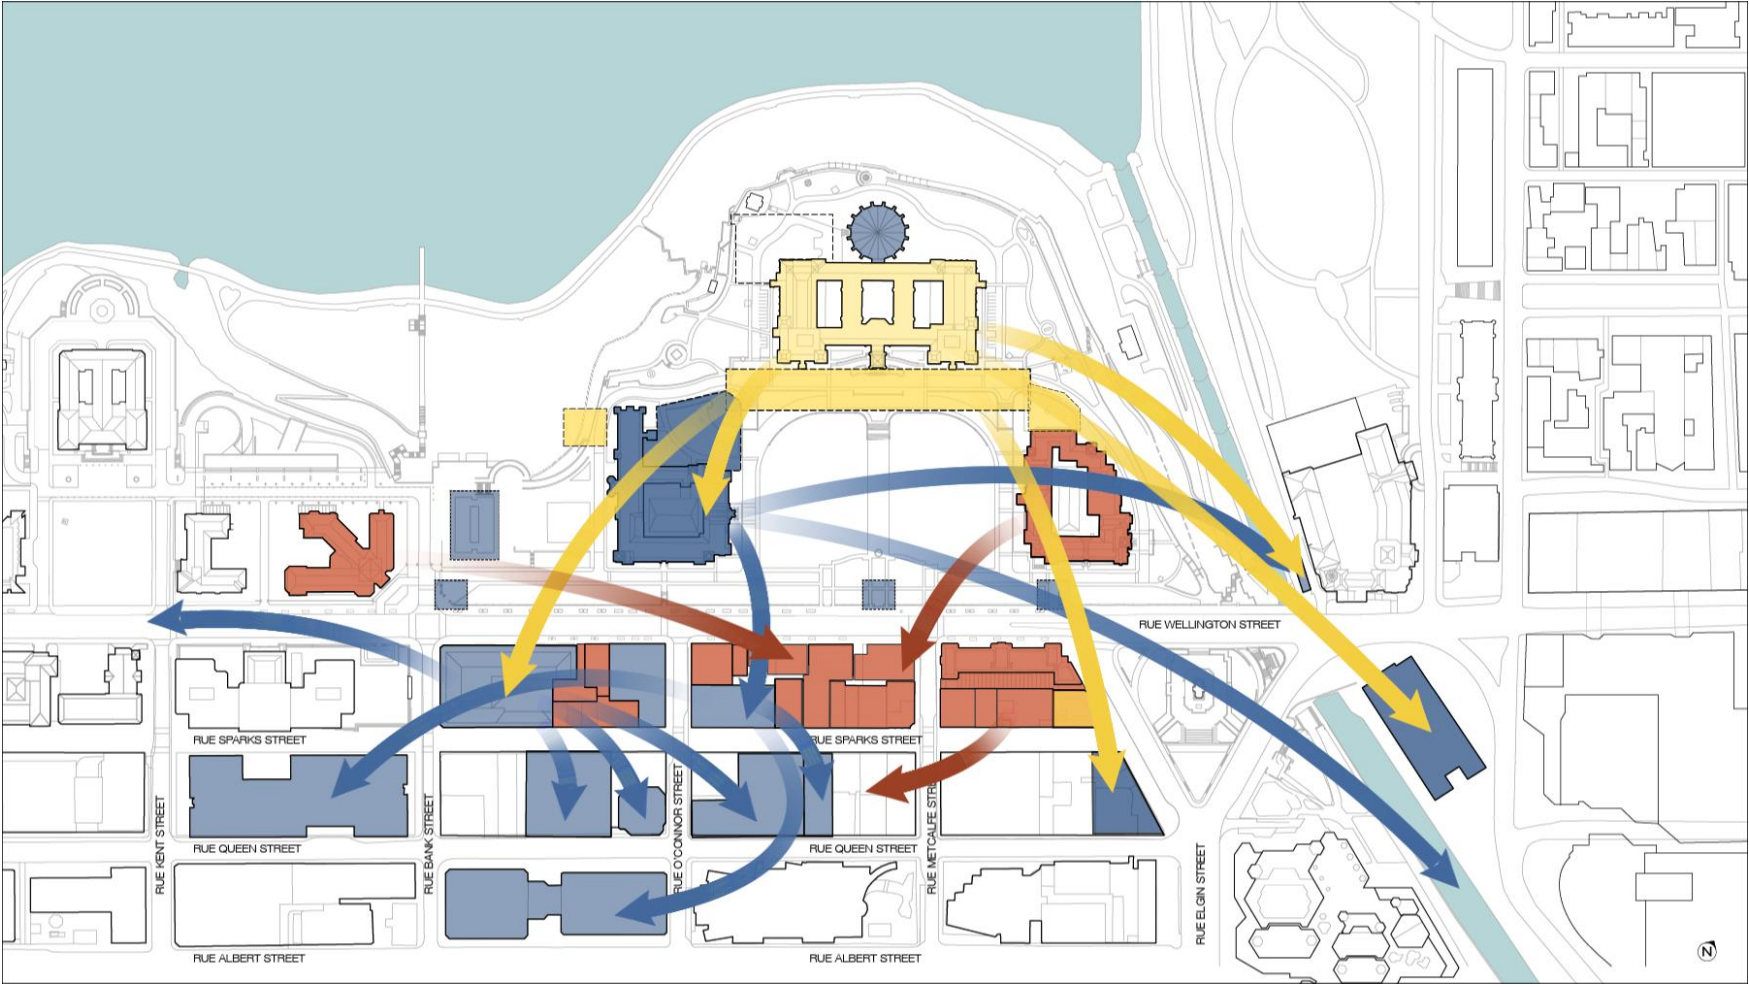 RUE WELLINGTON STREET
RUE SPARKS STREET
RUE SPARKS STREET
RUE KENT STREET
RUE BANK STREET
RUE O'CONNOR STREET
RUE METCALFE STRE
RUE QUEEN STREET
RUE QUEEN STREET
RUE ELGIN STREET
RUE ALBERT STREET
RUE ALBERT STREET
N